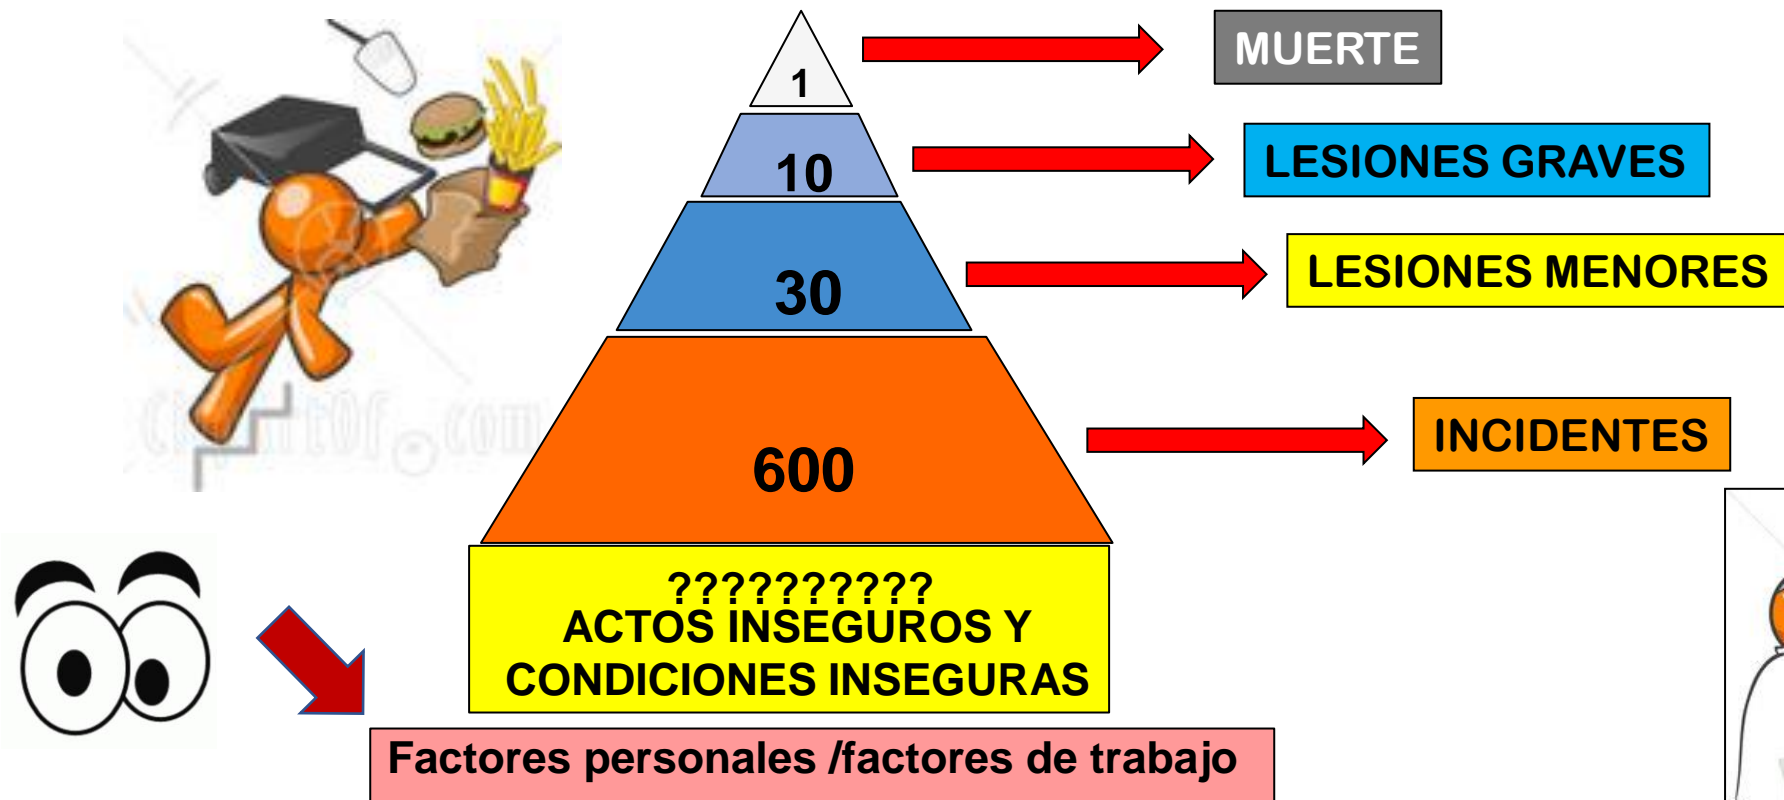 1
MUERTE
10
LESIONES GRAVES
30
LESIONES MENORES
600
INCIDENTES
??????????
ACTOS INSEGUROS Y
CONDICIONES INSEGURAS
Factores personales /factores de trabajo